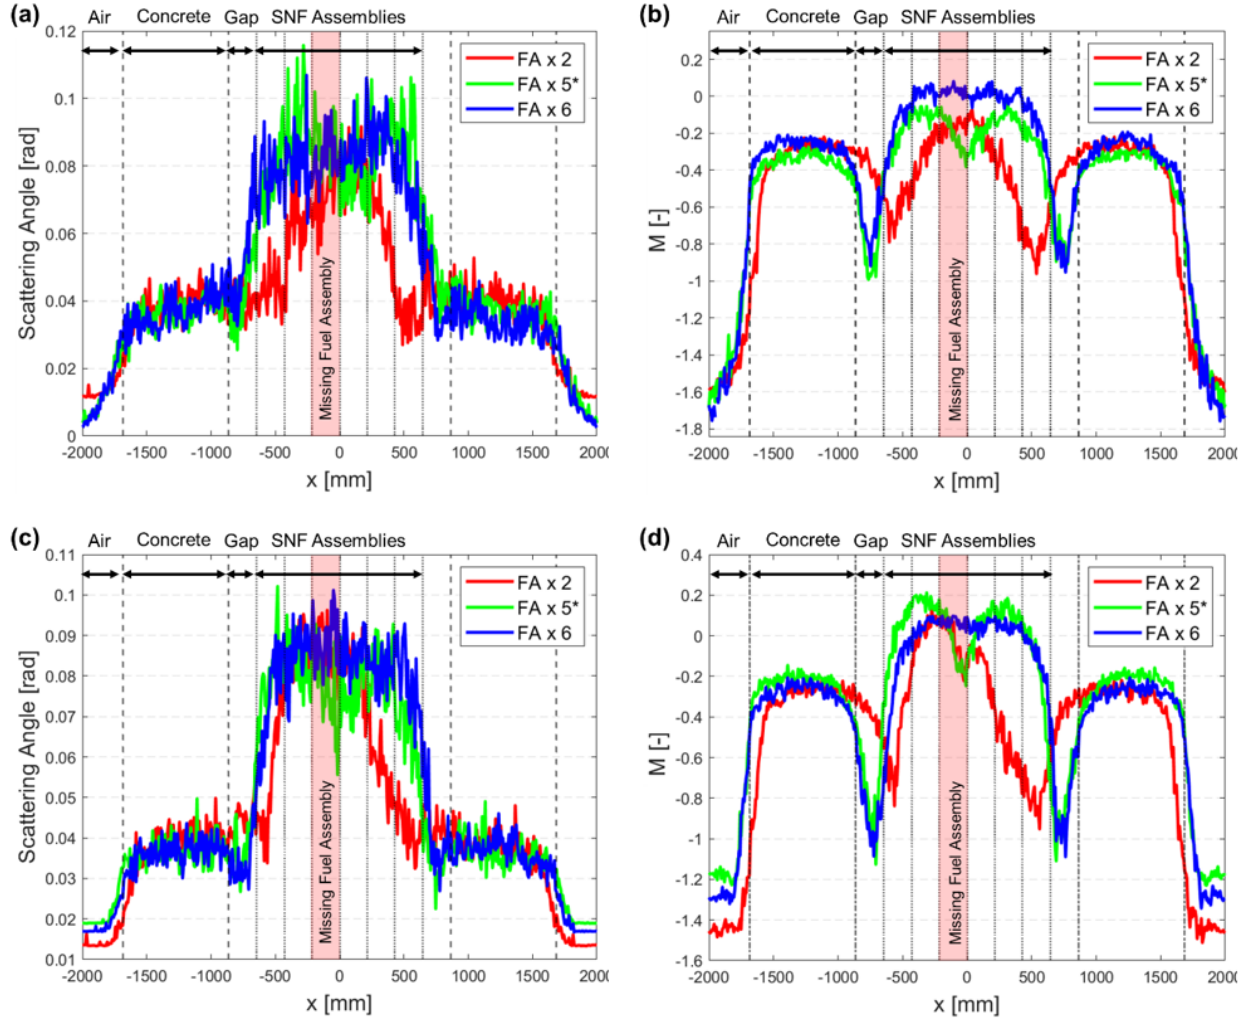 (a)
Air Concrete Gap SNF Assemblies
0.12
0.1
0.08
0.06
0.04
0.02
0
Scattering Angle [rad]
FA x 2
FA x 5*
FA x 6
Missing Fuel Assembly
-2000 -1500 -1000 -500 0 500 1000 1500 2000
x [mm]
(b)
Air Concrete Gap SNF Assemblies
0.2
0
-0.2
-0.4
-0.6
-0.8
-1
-1.2
-1.4
-1.6
-1.8
M [-]
FA x 2
FA x 5*
FA x 6
Missing Fuel Assembly
-2000 -1500 -1000 -500 0 500 1000 1500 2000
x [mm]
(c)
Air Concrete Gap SNF Assemblies
0.11
0.1
0.09
0.08
0.07
0.06
0.05
0.04
0.03
0.02
0.01
Scattering Angle [rad]
FA x 2
FA x 5*
FA x 6
Missing Fuel Assembly
-2000 -1500 -1000 -500 0 500 1000 1500 2000
x [mm]
(d)
Air Concrete Gap SNF Assemblies
0.4
0.2
0
-0.2
-0.4
-0.6
-0.8
-1
-1.2
-1.4
-1.6
M [-]
FA x 2
FA x 5*
FA x 6
Missing Fuel Assembly
-2000 -1500 -1000 -500 0 500 1000 1500 2000
x [mm]